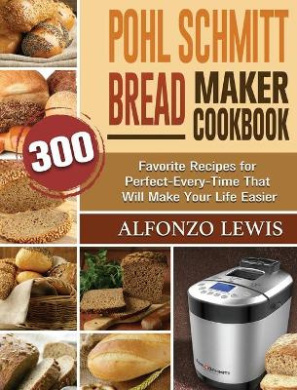 POHL SCHMITT
BREAD MAKER
COOKBOOK
300
Favorite Recipes for
Perfect-Every-Time That
Will Make Your Life Easier
ALFONZO LEWIS